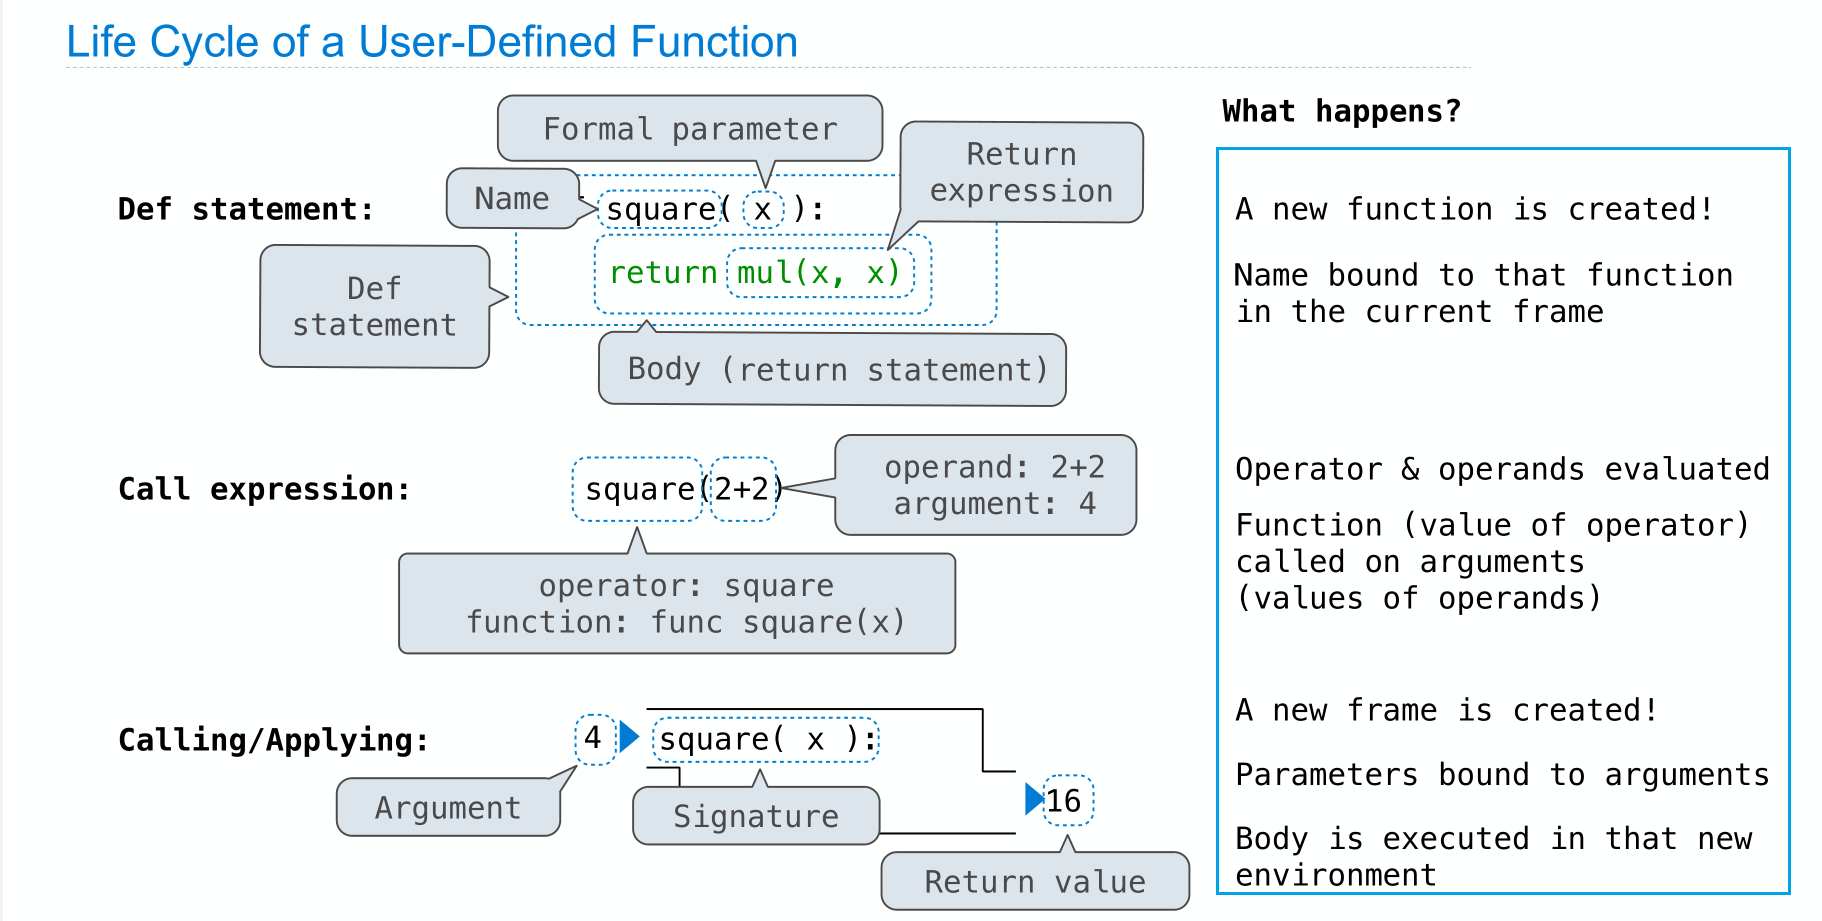 Life Cycle of a User-Defined Function
What happens?
Def statement:
Formal parameter
Name
Return
expression
square( x ):
return mul(x, x)
Def
statement
Body (return statement)
A new function is created!
Name bound to that function
in the current frame
Call expression:
square(2+2)
operand: 2+2
argument: 4
operator: square
function: func square(x)
Operator & operands evaluated
Function (value of operator)
called on arguments
(values of operands)
Calling/Applying:
4
square( x ):
Argument
Signature
16
Return value
A new frame is created!
Parameters bound to arguments
Body is executed in that new
environment